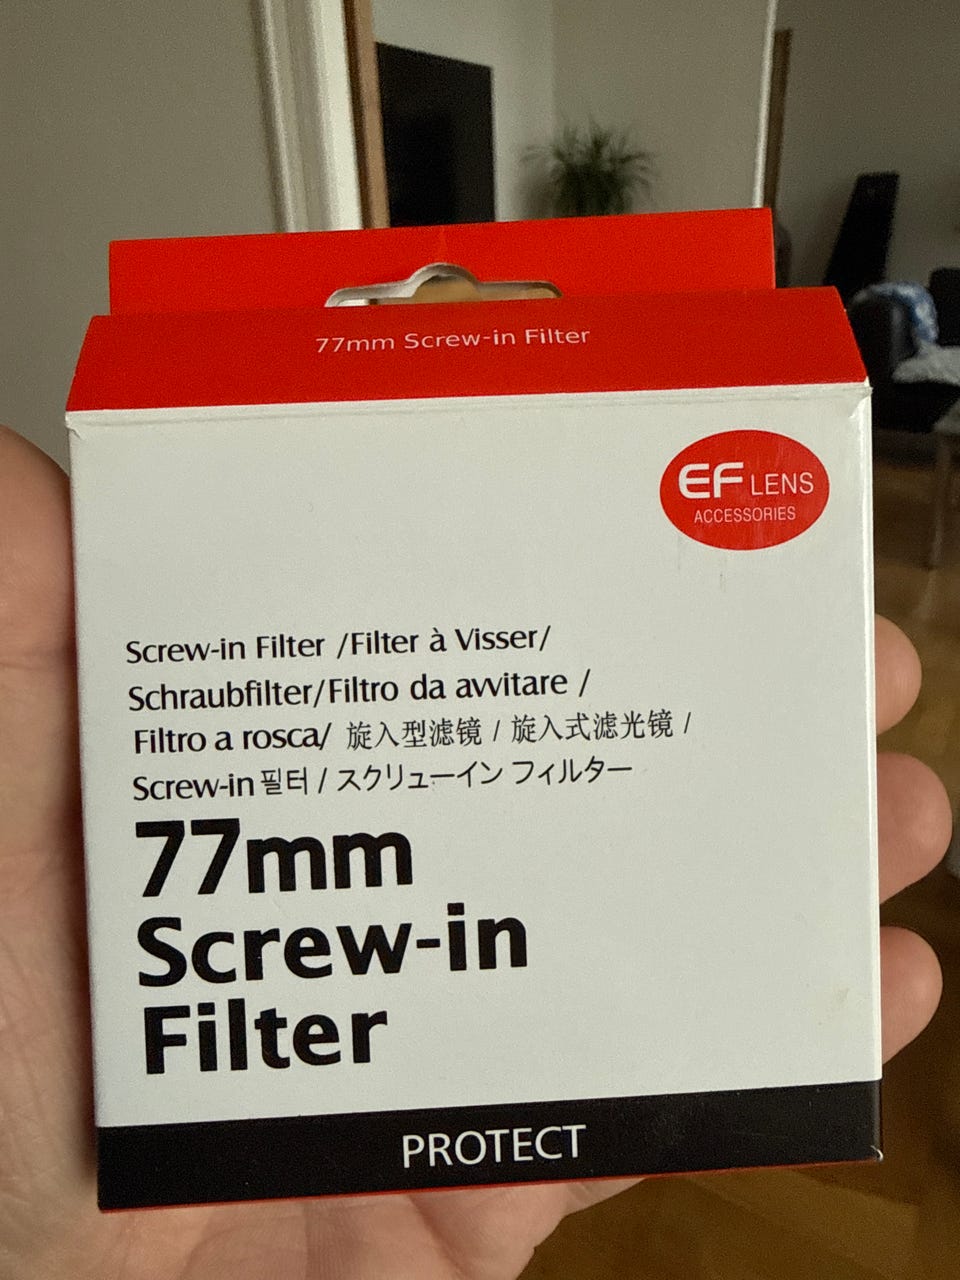 77mm Screw-in Filter
EF LENS
ACCESSORIES
Screw-in Filter /Filter à Visser/
Schraubfilter/Filtro da avvitare /
Filtro a rosca/ 旋入型滤镜 / 旋入式滤光镜 /
Screw-in 필터 / スクリューイン フィルター
77mm
Screw-in
Filter
PROTECT